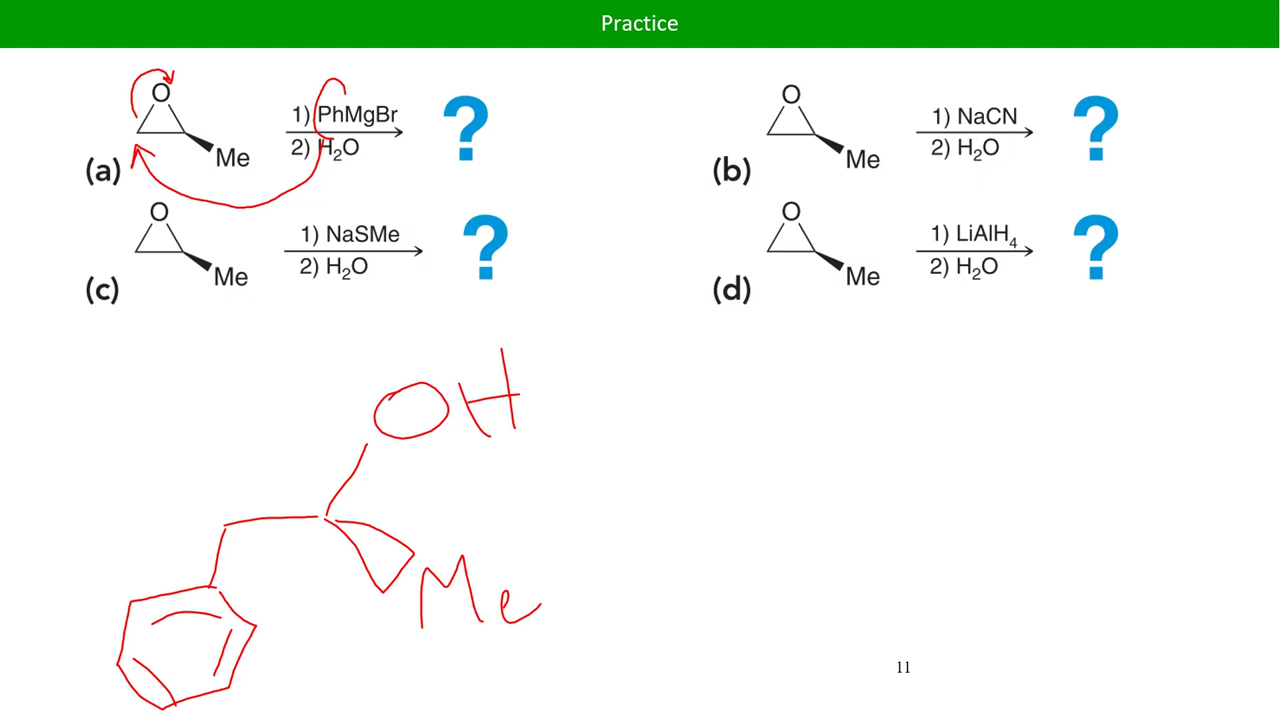 Practice
O
Me
1) PhMgBr
2) H₂O
?
(a)
O
Me
1) NaCN
2) H₂O
?
(b)
O
Me
1) NaSMe
2) H₂O
?
(c)
O
Me
1) LiAlH₄
2) H₂O
?
(d)
OH
Me
11